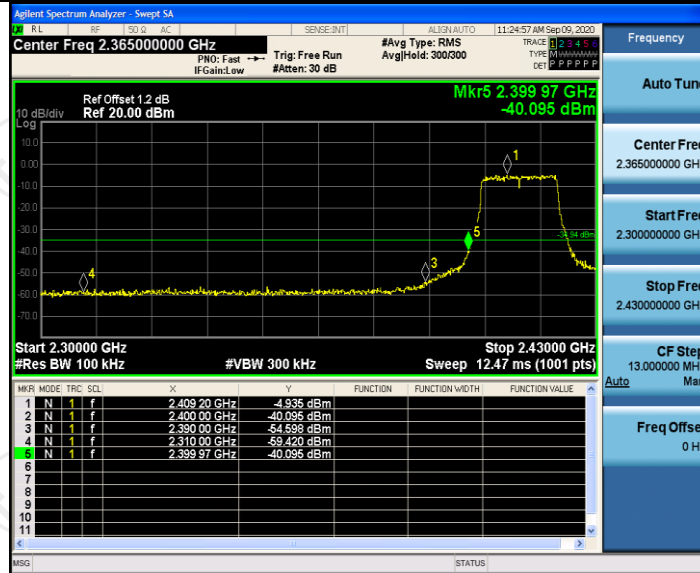 Agilent Spectrum Analyzer - Swept SA
RL RF 50 Ω AC SENSE:INT ALIGN AUTO 11:24:57 AM Sep 09, 2020
Center Freq 2.365000000 GHz #Avg Type: RMS TRACE 1 2 3 4 5 6
PNO: Fast Trig: Free Run Avg|Hold: 300/300 TYPE M
IFGain:Low #Atten: 30 dB DET P P P P P P
Mkr5 2.399 97 GHz
-40.095 dBm
Ref Offset 1.2 dB
10 dB/div Ref 20.00 dBm
Log
10.0
0.00
-10.0
-20.0
-30.0
-40.0
-50.0
-60.0
-70.0
1
5
3
4
Start 2.30000 GHz Stop 2.43000 GHz
#Res BW 100 kHz #VBW 300 kHz Sweep 12.47 ms (1001 pts)
MKR MODE TRC SCL X Y FUNCTION FUNCTION WIDTH FUNCTION VALUE
1 N 1 f 2.409 20 GHz -4.935 dBm
2 N 1 f 2.400 00 GHz -40.095 dBm
3 N 1 f 2.390 00 GHz -54.598 dBm
4 N 1 f 2.310 00 GHz -59.420 dBm
5 N 1 f 2.399 97 GHz -40.095 dBm
6
7
8
9
10
11
MSG STATUS
Frequency
Auto Tune
Center Freq
2.365000000 GH
Start Freq
2.300000000 GH
Stop Freq
2.430000000 GH
CF Step
13.000000 MH
Auto Man
Freq Offset
0 H